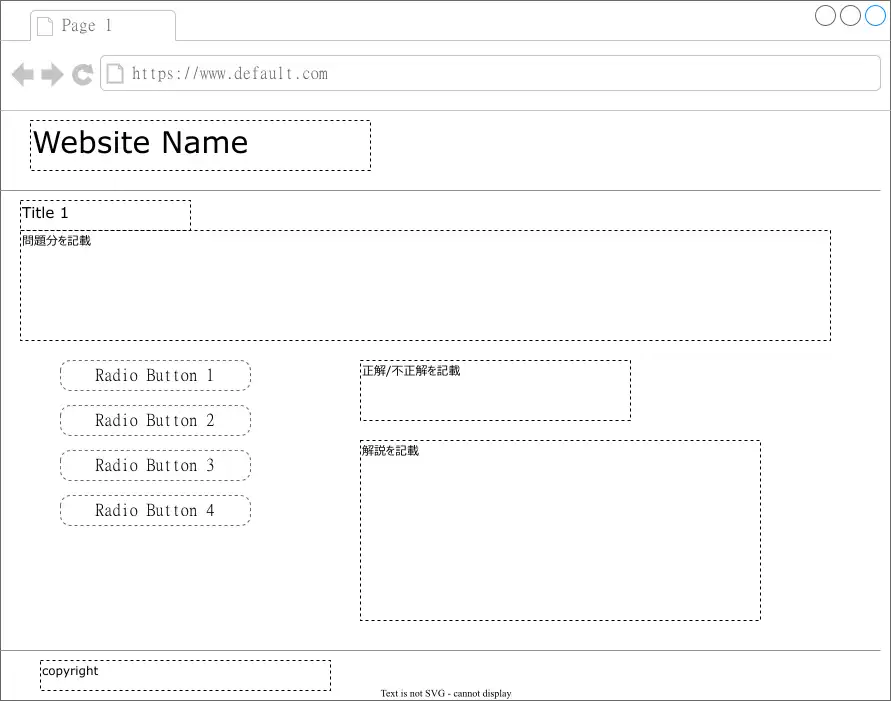 Page 1
https://www.default.com
Website Name
Title 1
問題分を記載
Radio Button 1
正解/不正解を記載
Radio Button 2
解説を記載
Radio Button 3
Radio Button 4
copyright
Text is not SVG - cannot display